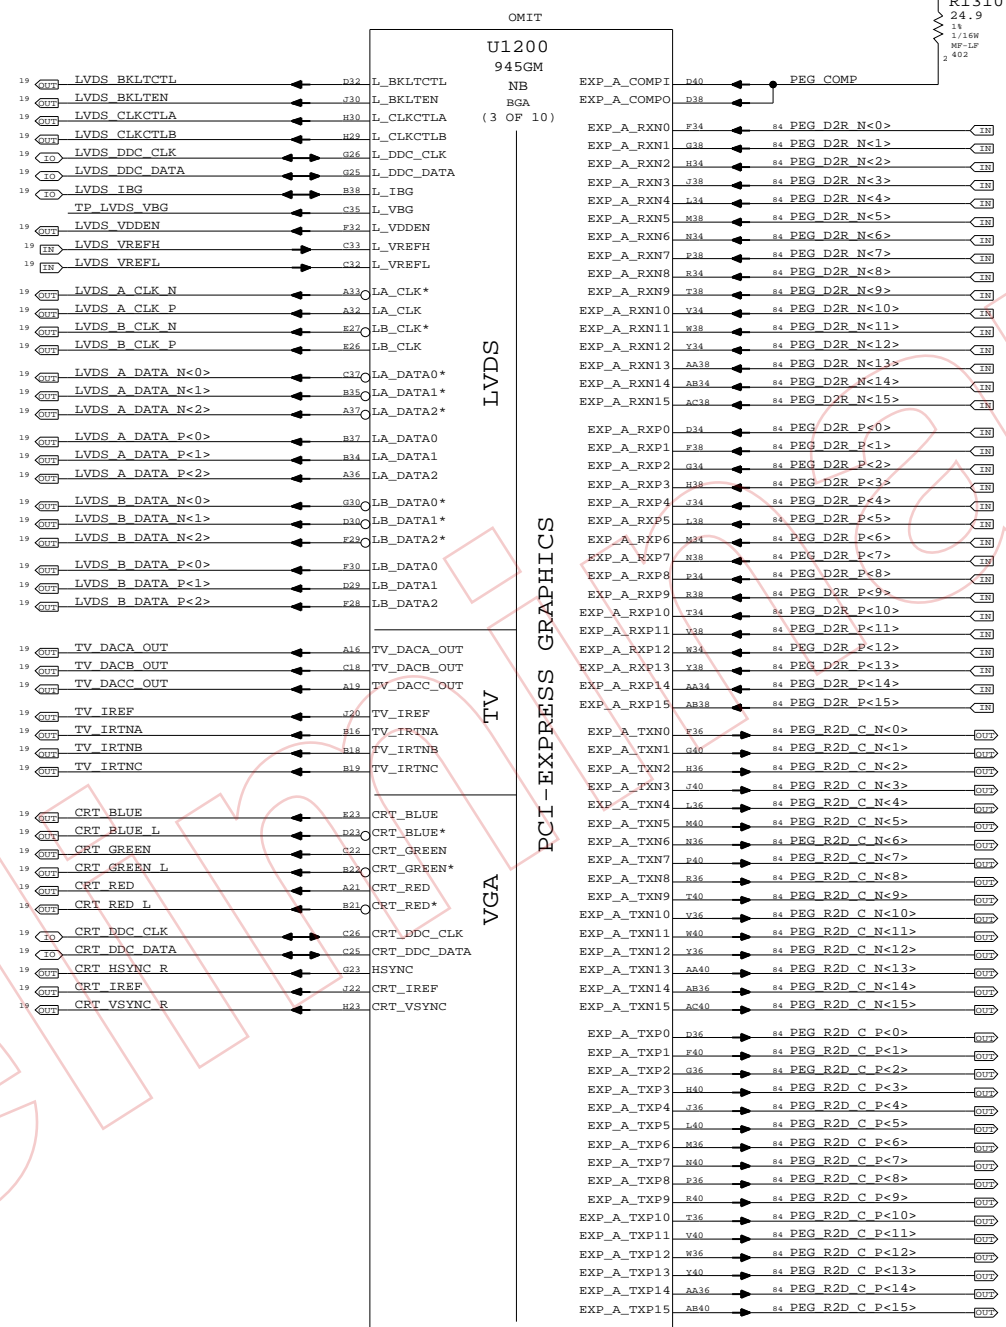 OMIT
U1200
945GM
NB
BGA
(3 OF 10)
R1310
24.9
1%
1/16W
MF-LF
402
2
19 OUT LVDS_BKLTCTL D32 L_BKLTCTL
19 OUT LVDS_BKLTEN J30 L_BKLTEN
19 OUT LVDS_CLKCTLA H30 L_CLKCTLA
19 OUT LVDS_CLKCTLB H29 L_CLKCTLB
19 IO LVDS_DDC_CLK G26 L_DDC_CLK
19 IO LVDS_DDC_DATA G25 L_DDC_DATA
19 IO LVDS_IBG B38 L_IBG
TP_LVDS_VBG C35 L_VBG
19 OUT LVDS_VDDEN F32 L_VDDEN
19 IN LVDS_VREFH C33 L_VREFH
19 IN LVDS_VREFL C32 L_VREFL
19 OUT LVDS_A_CLK_N A33 LA_CLK*
19 OUT LVDS_A_CLK_P A32 LA_CLK
19 OUT LVDS_B_CLK_N E27 LB_CLK*
19 OUT LVDS_B_CLK_P E26 LB_CLK
19 OUT LVDS_A_DATA_N<0> C37 LA_DATA0*
19 OUT LVDS_A_DATA_N<1> B35 LA_DATA1*
19 OUT LVDS_A_DATA_N<2> A37 LA_DATA2*
19 OUT LVDS_A_DATA_P<0> B37 LA_DATA0
19 OUT LVDS_A_DATA_P<1> B34 LA_DATA1
19 OUT LVDS_A_DATA_P<2> A36 LA_DATA2
19 OUT LVDS_B_DATA_N<0> G30 LB_DATA0*
19 OUT LVDS_B_DATA_N<1> D30 LB_DATA1*
19 OUT LVDS_B_DATA_N<2> F29 LB_DATA2*
19 OUT LVDS_B_DATA_P<0> F30 LB_DATA0
19 OUT LVDS_B_DATA_P<1> D29 LB_DATA1
19 OUT LVDS_B_DATA_P<2> F28 LB_DATA2
LVDS
19 OUT TV_DACA_OUT A16 TV_DACA_OUT
19 OUT TV_DACB_OUT C18 TV_DACB_OUT
19 OUT TV_DACC_OUT A19 TV_DACC_OUT
19 OUT TV_IREF J20 TV_IREF
19 OUT TV_IRTNA B16 TV_IRTNA
19 OUT TV_IRTNB B18 TV_IRTNB
19 OUT TV_IRTNC B19 TV_IRTNC
TV
19 OUT CRT_BLUE E23 CRT_BLUE
19 OUT CRT_BLUE_L D23 CRT_BLUE*
19 OUT CRT_GREEN C22 CRT_GREEN
19 OUT CRT_GREEN_L B22 CRT_GREEN*
19 OUT CRT_RED A21 CRT_RED
19 OUT CRT_RED_L B21 CRT_RED*
19 IO CRT_DDC_CLK C26 CRT_DDC_CLK
19 IO CRT_DDC_DATA C25 CRT_DDC_DATA
19 OUT CRT_HSYNC_R G23 HSYNC
19 OUT CRT_IREF J22 CRT_IREF
19 OUT CRT_VSYNC_R H23 CRT_VSYNC
VGA
PCI-EXPRESS GRAPHICS
EXP_A_COMPI D40 PEG_COMP
EXP_A_COMPO D38
EXP_A_RXN0 F34 84 PEG_D2R_N<0> IN
EXP_A_RXN1 G38 84 PEG_D2R_N<1> IN
EXP_A_RXN2 H34 84 PEG_D2R_N<2> IN
EXP_A_RXN3 J38 84 PEG_D2R_N<3> IN
EXP_A_RXN4 L34 84 PEG_D2R_N<4> IN
EXP_A_RXN5 M38 84 PEG_D2R_N<5> IN
EXP_A_RXN6 N34 84 PEG_D2R_N<6> IN
EXP_A_RXN7 P38 84 PEG_D2R_N<7> IN
EXP_A_RXN8 R34 84 PEG_D2R_N<8> IN
EXP_A_RXN9 T38 84 PEG_D2R_N<9> IN
EXP_A_RXN10 V34 84 PEG_D2R_N<10> IN
EXP_A_RXN11 W38 84 PEG_D2R_N<11> IN
EXP_A_RXN12 Y34 84 PEG_D2R_N<12> IN
EXP_A_RXN13 AA38 84 PEG_D2R_N<13> IN
EXP_A_RXN14 AB34 84 PEG_D2R_N<14> IN
EXP_A_RXN15 AC38 84 PEG_D2R_N<15> IN
EXP_A_RXP0 D34 84 PEG_D2R_P<0> IN
EXP_A_RXP1 F38 84 PEG_D2R_P<1> IN
EXP_A_RXP2 G34 84 PEG_D2R_P<2> IN
EXP_A_RXP3 H38 84 PEG_D2R_P<3> IN
EXP_A_RXP4 J34 84 PEG_D2R_P<4> IN
EXP_A_RXP5 L38 84 PEG_D2R_P<5> IN
EXP_A_RXP6 M34 84 PEG_D2R_P<6> IN
EXP_A_RXP7 N38 84 PEG_D2R_P<7> IN
EXP_A_RXP8 P34 84 PEG_D2R_P<8> IN
EXP_A_RXP9 R38 84 PEG_D2R_P<9> IN
EXP_A_RXP10 T34 84 PEG_D2R_P<10> IN
EXP_A_RXP11 V38 84 PEG_D2R_P<11> IN
EXP_A_RXP12 W34 84 PEG_D2R_P<12> IN
EXP_A_RXP13 Y38 84 PEG_D2R_P<13> IN
EXP_A_RXP14 AA34 84 PEG_D2R_P<14> IN
EXP_A_RXP15 AB38 84 PEG_D2R_P<15> IN
EXP_A_TXN0 F36 84 PEG_R2D_C_N<0> OUT
EXP_A_TXN1 G40 84 PEG_R2D_C_N<1> OUT
EXP_A_TXN2 H36 84 PEG_R2D_C_N<2> OUT
EXP_A_TXN3 J40 84 PEG_R2D_C_N<3> OUT
EXP_A_TXN4 L36 84 PEG_R2D_C_N<4> OUT
EXP_A_TXN5 M40 84 PEG_R2D_C_N<5> OUT
EXP_A_TXN6 N36 84 PEG_R2D_C_N<6> OUT
EXP_A_TXN7 P40 84 PEG_R2D_C_N<7> OUT
EXP_A_TXN8 R36 84 PEG_R2D_C_N<8> OUT
EXP_A_TXN9 T40 84 PEG_R2D_C_N<9> OUT
EXP_A_TXN10 V36 84 PEG_R2D_C_N<10> OUT
EXP_A_TXN11 W40 84 PEG_R2D_C_N<11> OUT
EXP_A_TXN12 Y36 84 PEG_R2D_C_N<12> OUT
EXP_A_TXN13 AA40 84 PEG_R2D_C_N<13> OUT
EXP_A_TXN14 AB36 84 PEG_R2D_C_N<14> OUT
EXP_A_TXN15 AC40 84 PEG_R2D_C_N<15> OUT
EXP_A_TXP0 D36 84 PEG_R2D_C_P<0> OUT
EXP_A_TXP1 F40 84 PEG_R2D_C_P<1> OUT
EXP_A_TXP2 G36 84 PEG_R2D_C_P<2> OUT
EXP_A_TXP3 H40 84 PEG_R2D_C_P<3> OUT
EXP_A_TXP4 J36 84 PEG_R2D_C_P<4> OUT
EXP_A_TXP5 L40 84 PEG_R2D_C_P<5> OUT
EXP_A_TXP6 M36 84 PEG_R2D_C_P<6> OUT
EXP_A_TXP7 N40 84 PEG_R2D_C_P<7> OUT
EXP_A_TXP8 P36 84 PEG_R2D_C_P<8> OUT
EXP_A_TXP9 R40 84 PEG_R2D_C_P<9> OUT
EXP_A_TXP10 T36 84 PEG_R2D_C_P<10> OUT
EXP_A_TXP11 V40 84 PEG_R2D_C_P<11> OUT
EXP_A_TXP12 W36 84 PEG_R2D_C_P<12> OUT
EXP_A_TXP13 Y40 84 PEG_R2D_C_P<13> OUT
EXP_A_TXP14 AA36 84 PEG_R2D_C_P<14> OUT
EXP_A_TXP15 AB40 84 PEG_R2D_C_P<15> OUT